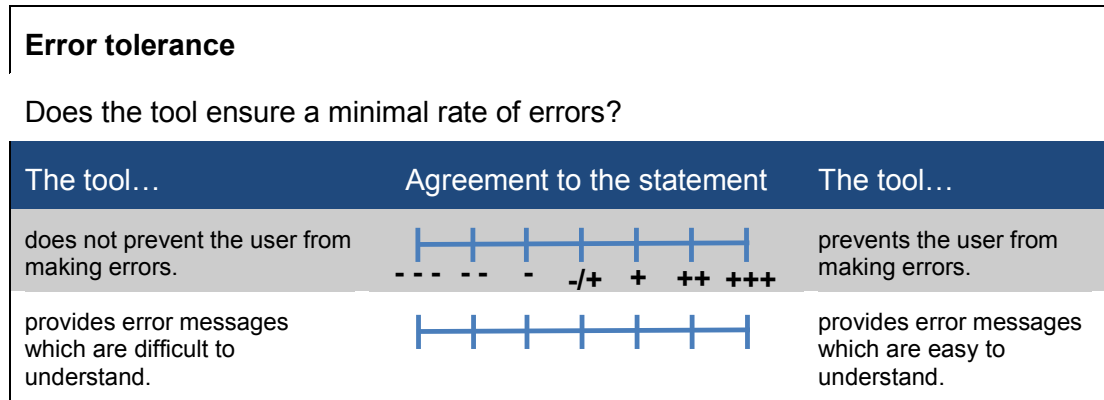 Error tolerance
Does the tool ensure a minimal rate of errors?
The tool… Agreement to the statement The tool…
does not prevent the user from
making errors.
- - - - - - -/+ + ++ +++
prevents the user from
making errors.
provides error messages
which are difficult to
understand.
provides error messages
which are easy to
understand.